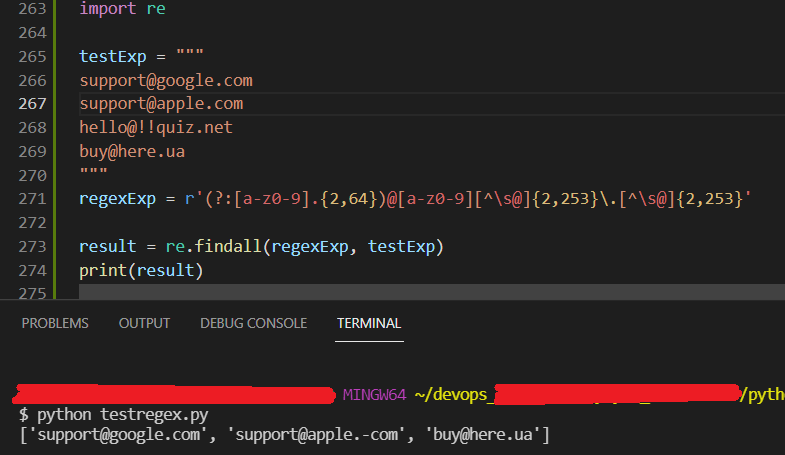 263 import re
264
265 testExp = """
266 support@google.com
267 support@apple.com
268 hello@!!quiz.net
269 buy@here.ua
270 """
271 regexExp = r'(?:[a-z0-9].{2,64})@[a-z0-9][^\s@]{2,253}\.[^\s@]{2,253}'
272
273 result = re.findall(regexExp, testExp)
274 print(result)
275
PROBLEMS OUTPUT DEBUG CONSOLE TERMINAL
MINGW64 ~/devops_ /pyth
$ python testregex.py
['support@google.com', 'support@apple.-com', 'buy@here.ua']